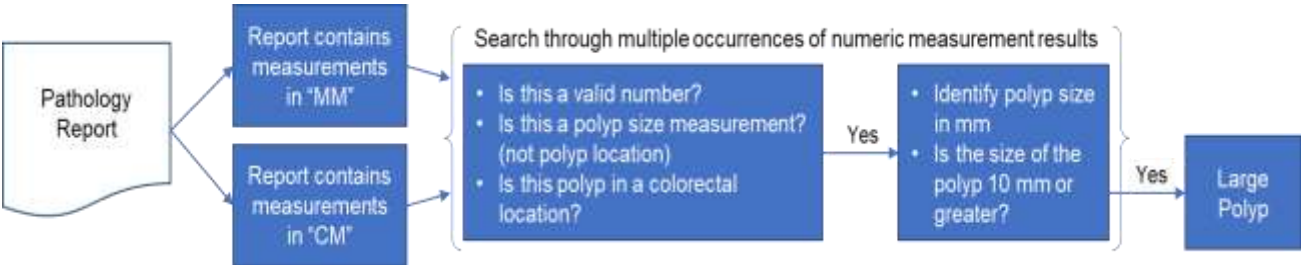 Pathology
Report
Report contains
measurements
in "MM"
Report contains
measurements
in "CM"
Search through multiple occurrences of numeric measurement results
• Is this a valid number?
• Is this a polyp size measurement?
(not polyp location)
• Is this polyp in a colorectal
location?
Yes
• Identify polyp size
in mm
• Is the size of the
polyp 10 mm or
greater?
Yes
Large
Polyp